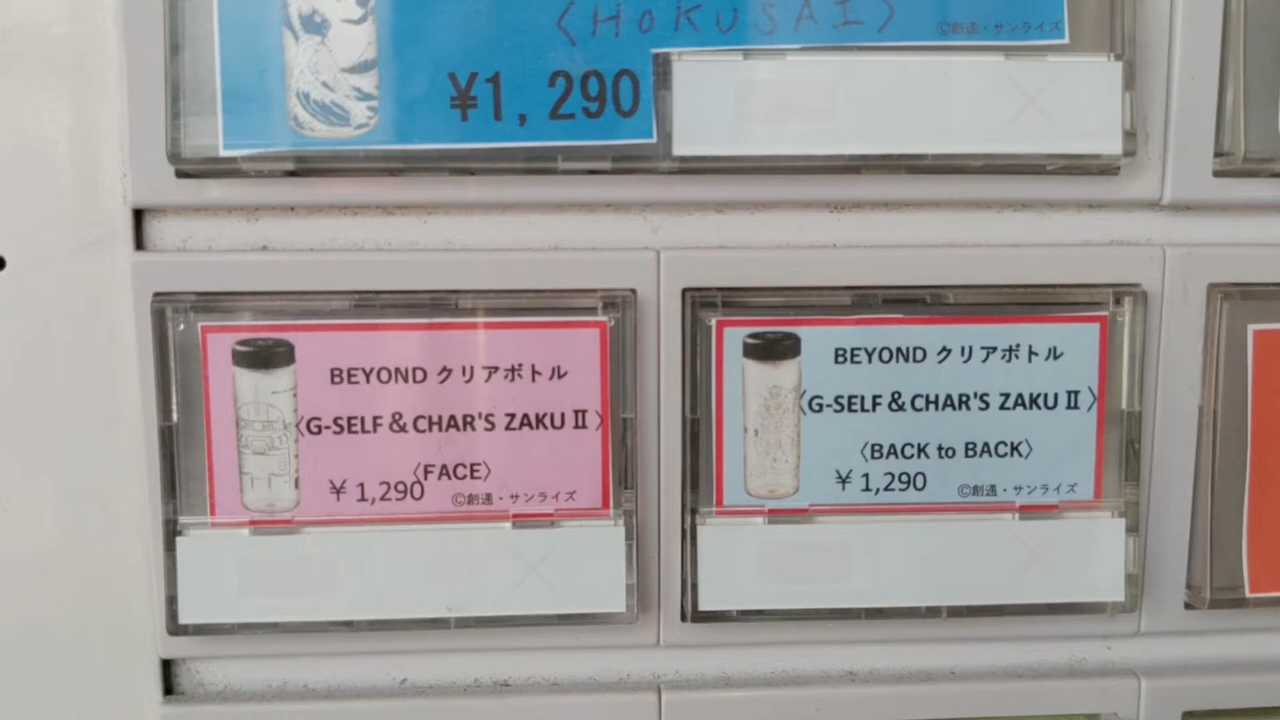 〈HOKUSAI〉
©創通・サンライズ
¥1,290
BEYOND クリアボトル
〈G-SELF＆CHAR'S ZAKU Ⅱ〉
〈FACE〉
￥1,290
©創通・サンライズ
BEYOND クリアボトル
〈G-SELF＆CHAR'S ZAKU Ⅱ〉
〈BACK to BACK〉
￥1,290
©創通・サンライズ